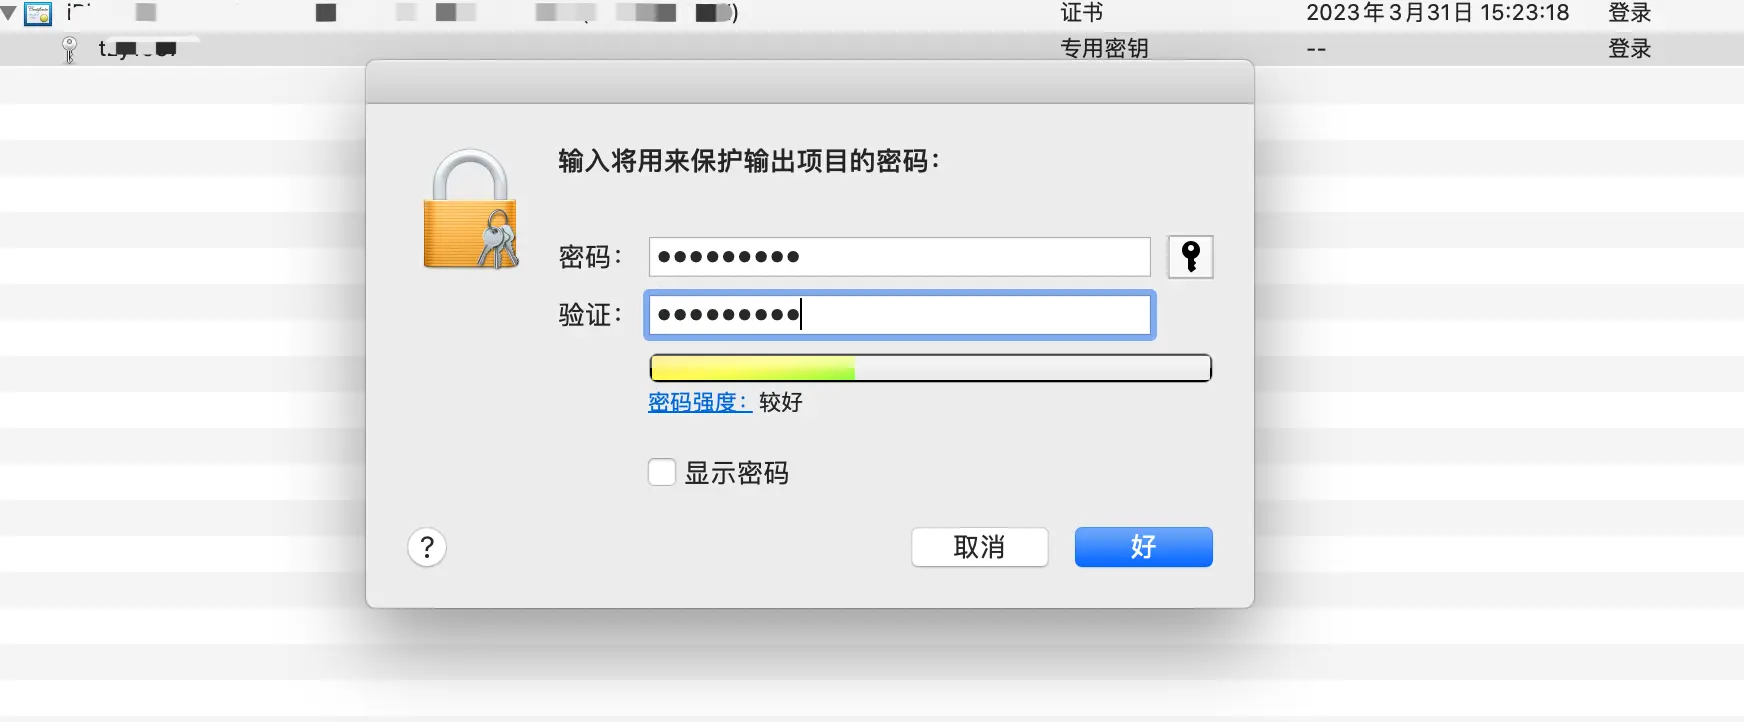 证书 2023年3月31日 15:23:18 登录
专用密钥 -- 登录
输入将用来保护输出项目的密码：
密码： •••••••••
验证： •••••••••
密码强度： 较好
显示密码
? 取消 好